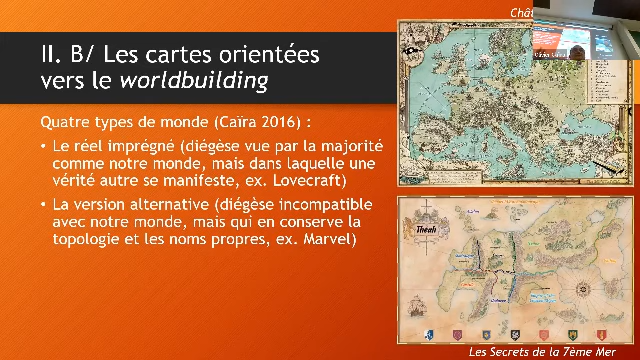 II. B/ Les cartes orientées
vers le worldbuilding
Quatre types de monde (Caïra 2016) :
• Le réel imprégné (diégèse vue par la majorité
comme notre monde, mais dans laquelle une
vérité autre se manifeste, ex. Lovecraft)
• La version alternative (diégèse incompatible
avec notre monde, mais qui en conserve la
topologie et les noms propres, ex. Marvel)
Théah
Les Secrets de la 7ème Mer